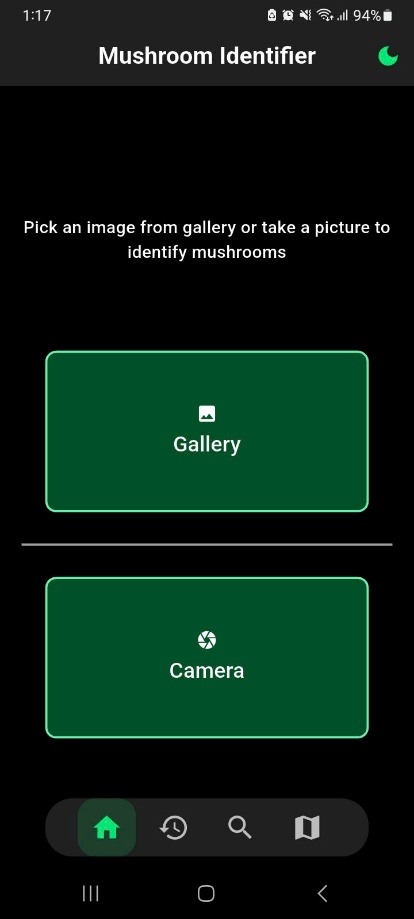 1:17
94%
Mushroom Identifier
Pick an image from gallery or take a picture to
identify mushrooms
Gallery
Camera